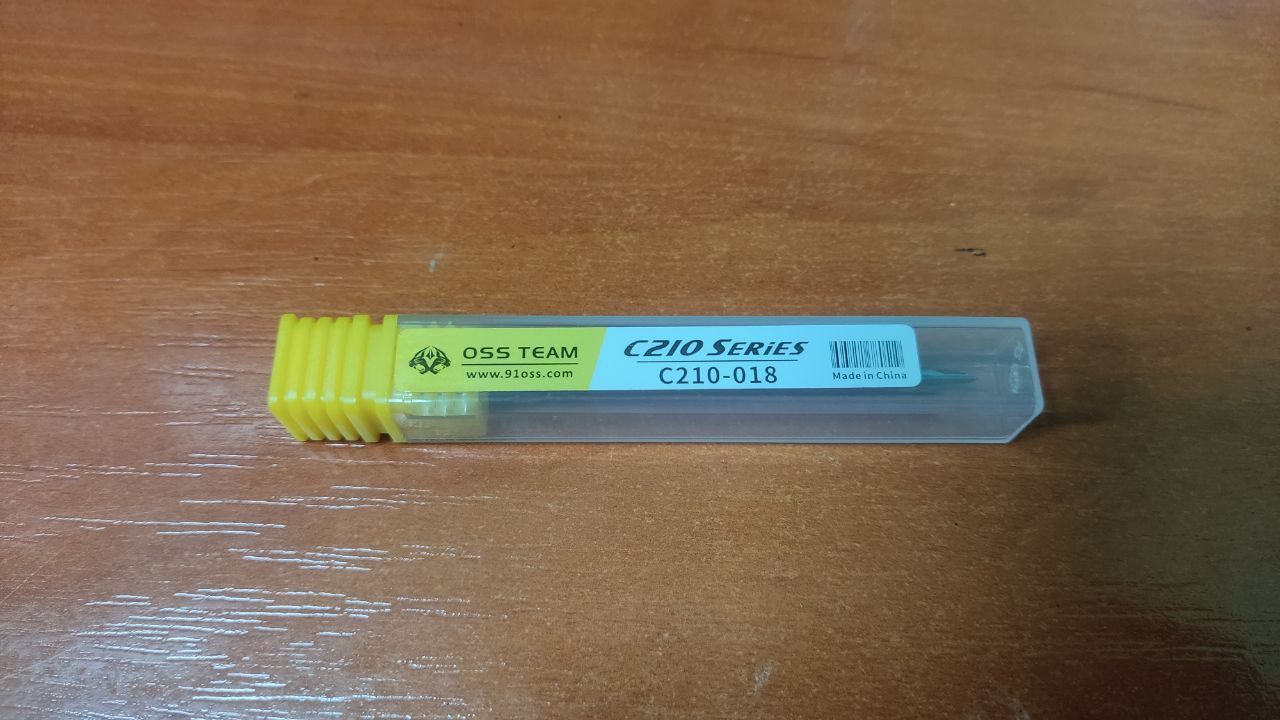 OSS TEAM
www.91oss.com
C210 SERiES
C210-018
Made in China